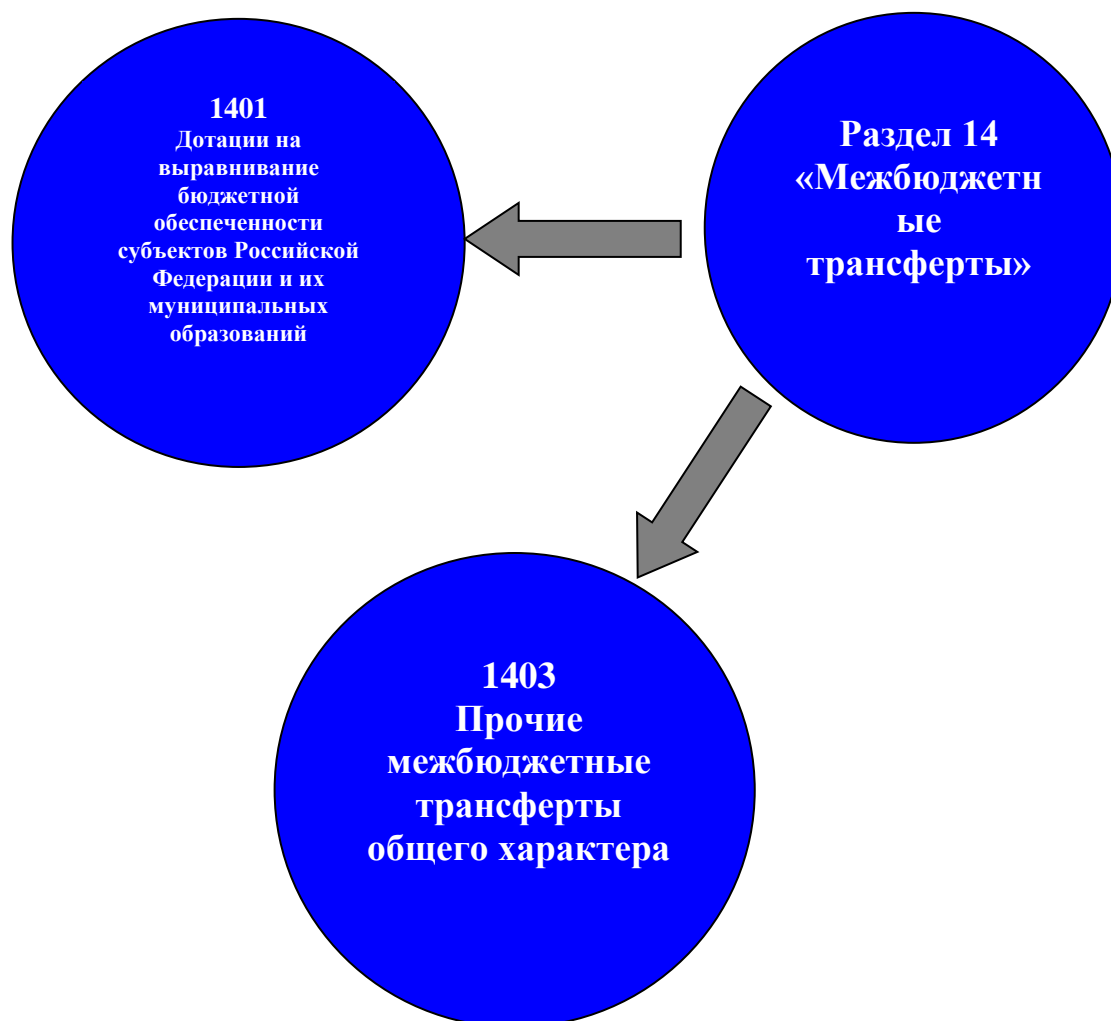 1401
Дотации на
выравнивание
бюджетной
обеспеченности
субъектов Российской
Федерации и их
муниципальных
образований
Раздел 14
«Межбюджетн
ые
трансферты»
1403
Прочие
межбюджетные
трансферты
общего характера